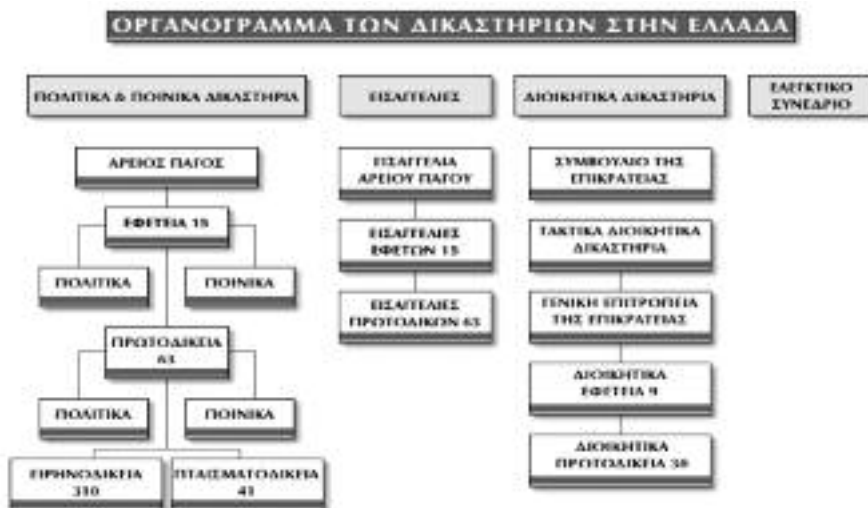 ΟΡΓΑΝΟΓΡΑΜΜΑ ΤΩΝ ΔΙΚΑΣΤΗΡΙΩΝ ΣΤΗΝ ΕΛΛΑΔΑ
ΠΟΛΙΤΙΚΑ & ΠΟΙΝΙΚΑ ΔΙΚΑΣΤΗΡΙΑ
ΑΡΕΙΟΣ ΠΑΓΟΣ
ΕΦΕΤΕΙΑ 15
ΠΟΛΙΤΙΚΑ
ΠΟΙΝΙΚΑ
ΠΡΩΤΟΔΙΚΕΙΑ
63
ΠΟΛΙΤΙΚΑ
ΠΟΙΝΙΚΑ
ΕΙΡΗΝΟΔΙΚΕΙΑ
310
ΠΤΑΙΣΜΑΤΟΔΙΚΕΙΑ
41
ΕΙΣΑΓΓΕΛΙΕΣ
ΕΙΣΑΓΓΕΛΙΑ
ΑΡΕΙΟΥ ΠΑΓΟΥ
ΕΙΣΑΓΓΕΛΙΕΣ
ΕΦΕΤΩΝ 15
ΕΙΣΑΓΓΕΛΙΕΣ
ΠΡΩΤΟΔΙΚΩΝ 63
ΔΙΟΙΚΗΤΙΚΑ ΔΙΚΑΣΤΗΡΙΑ
ΣΥΜΒΟΥΛΙΟ ΤΗΣ
ΕΠΙΚΡΑΤΕΙΑΣ
ΤΑΚΤΙΚΑ ΔΙΟΙΚΗΤΙΚΑ
ΔΙΚΑΣΤΗΡΙΑ
ΓΕΝΙΚΗ ΕΠΙΤΡΟΠΕΙΑ
ΤΗΣ ΕΠΙΚΡΑΤΕΙΑΣ
ΔΙΟΙΚΗΤΙΚΑ
ΕΦΕΤΕΙΑ 9
ΔΙΟΙΚΗΤΙΚΑ
ΠΡΩΤΟΔΙΚΕΙΑ 30
ΕΛΕΓΚΤΙΚΟ
ΣΥΝΕΔΡΙΟ